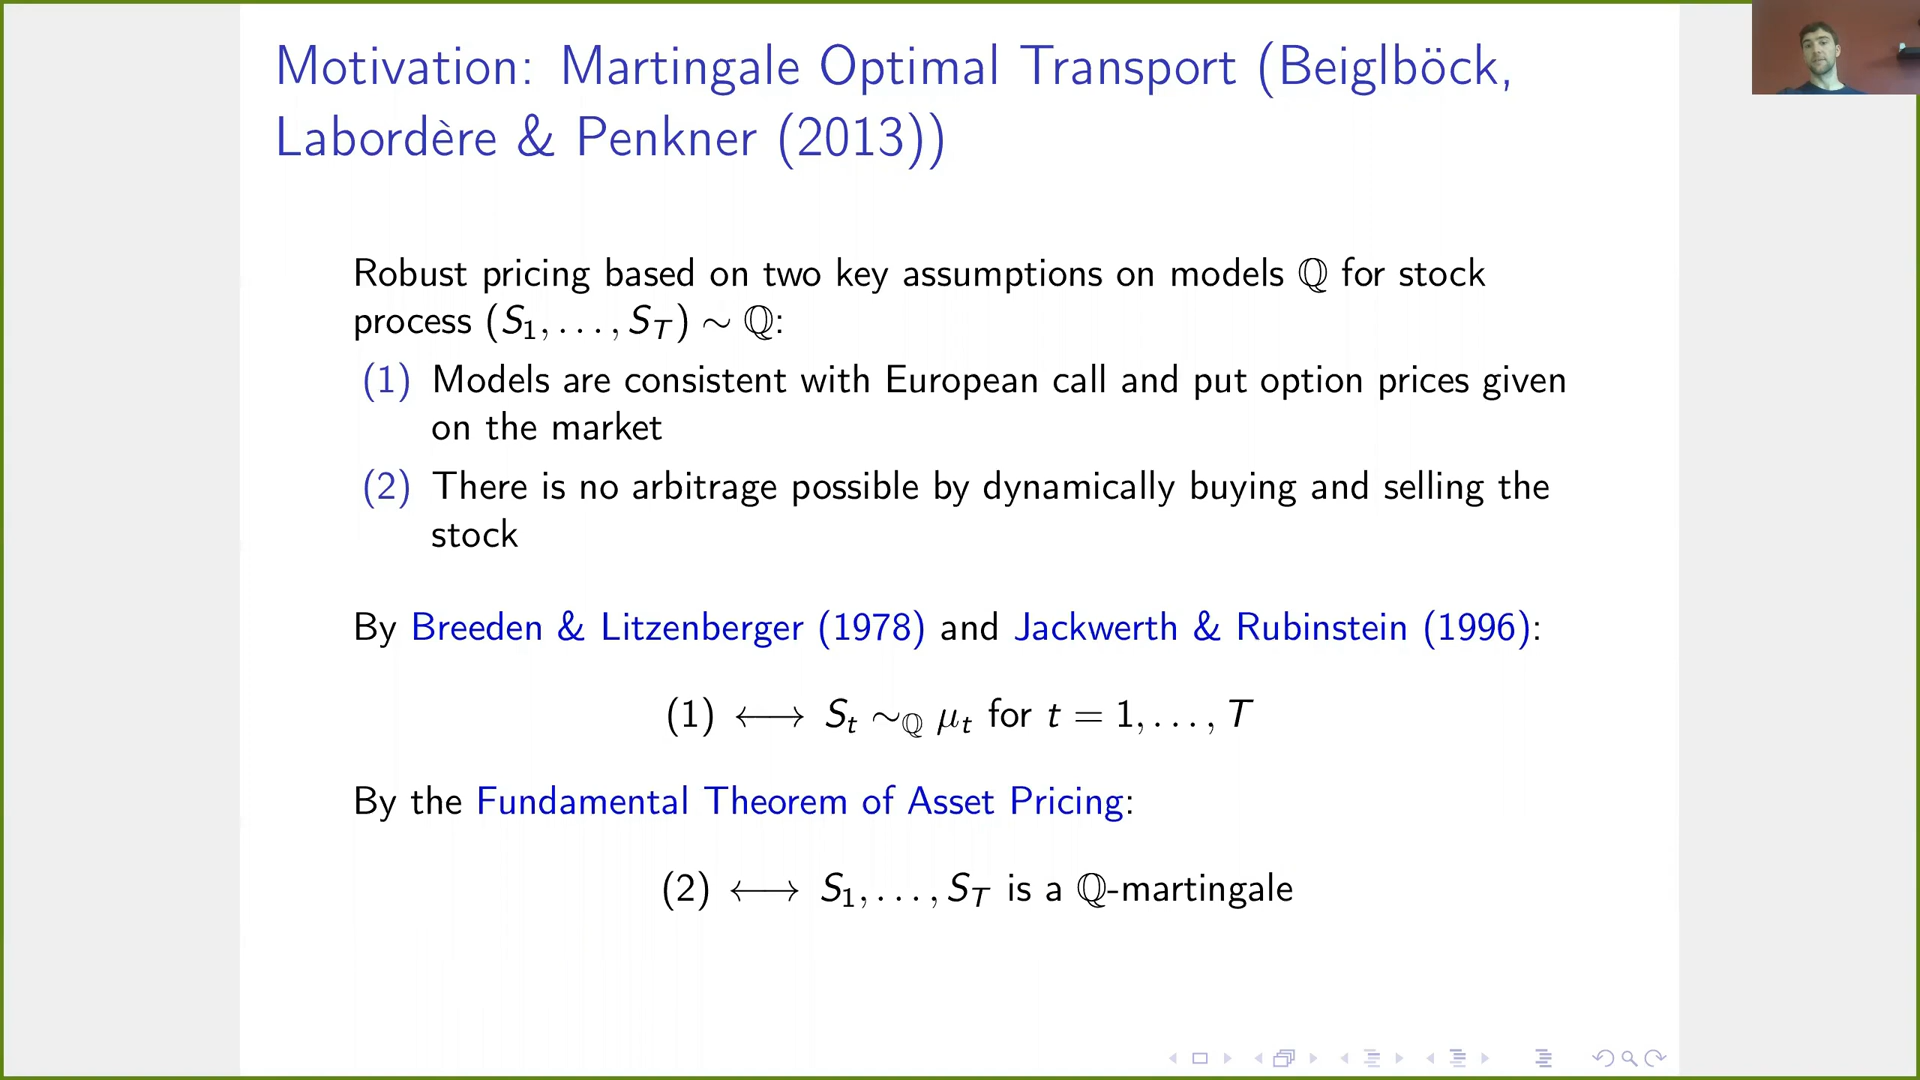 Motivation: Martingale Optimal Transport (Beiglböck,
Labordère & Penkner (2013))
Robust pricing based on two key assumptions on models ℚ for stock
process (S₁, . . . , S_T) ∼ ℚ:
(1) Models are consistent with European call and put option prices given
on the market
(2) There is no arbitrage possible by dynamically buying and selling the
stock
By Breeden & Litzenberger (1978) and Jackwerth & Rubinstein (1996):
(1) ⟷ S_t ∼_ℚ μ_t for t = 1, . . . , T
By the Fundamental Theorem of Asset Pricing:
(2) ⟷ S₁, . . . , S_T is a ℚ-martingale